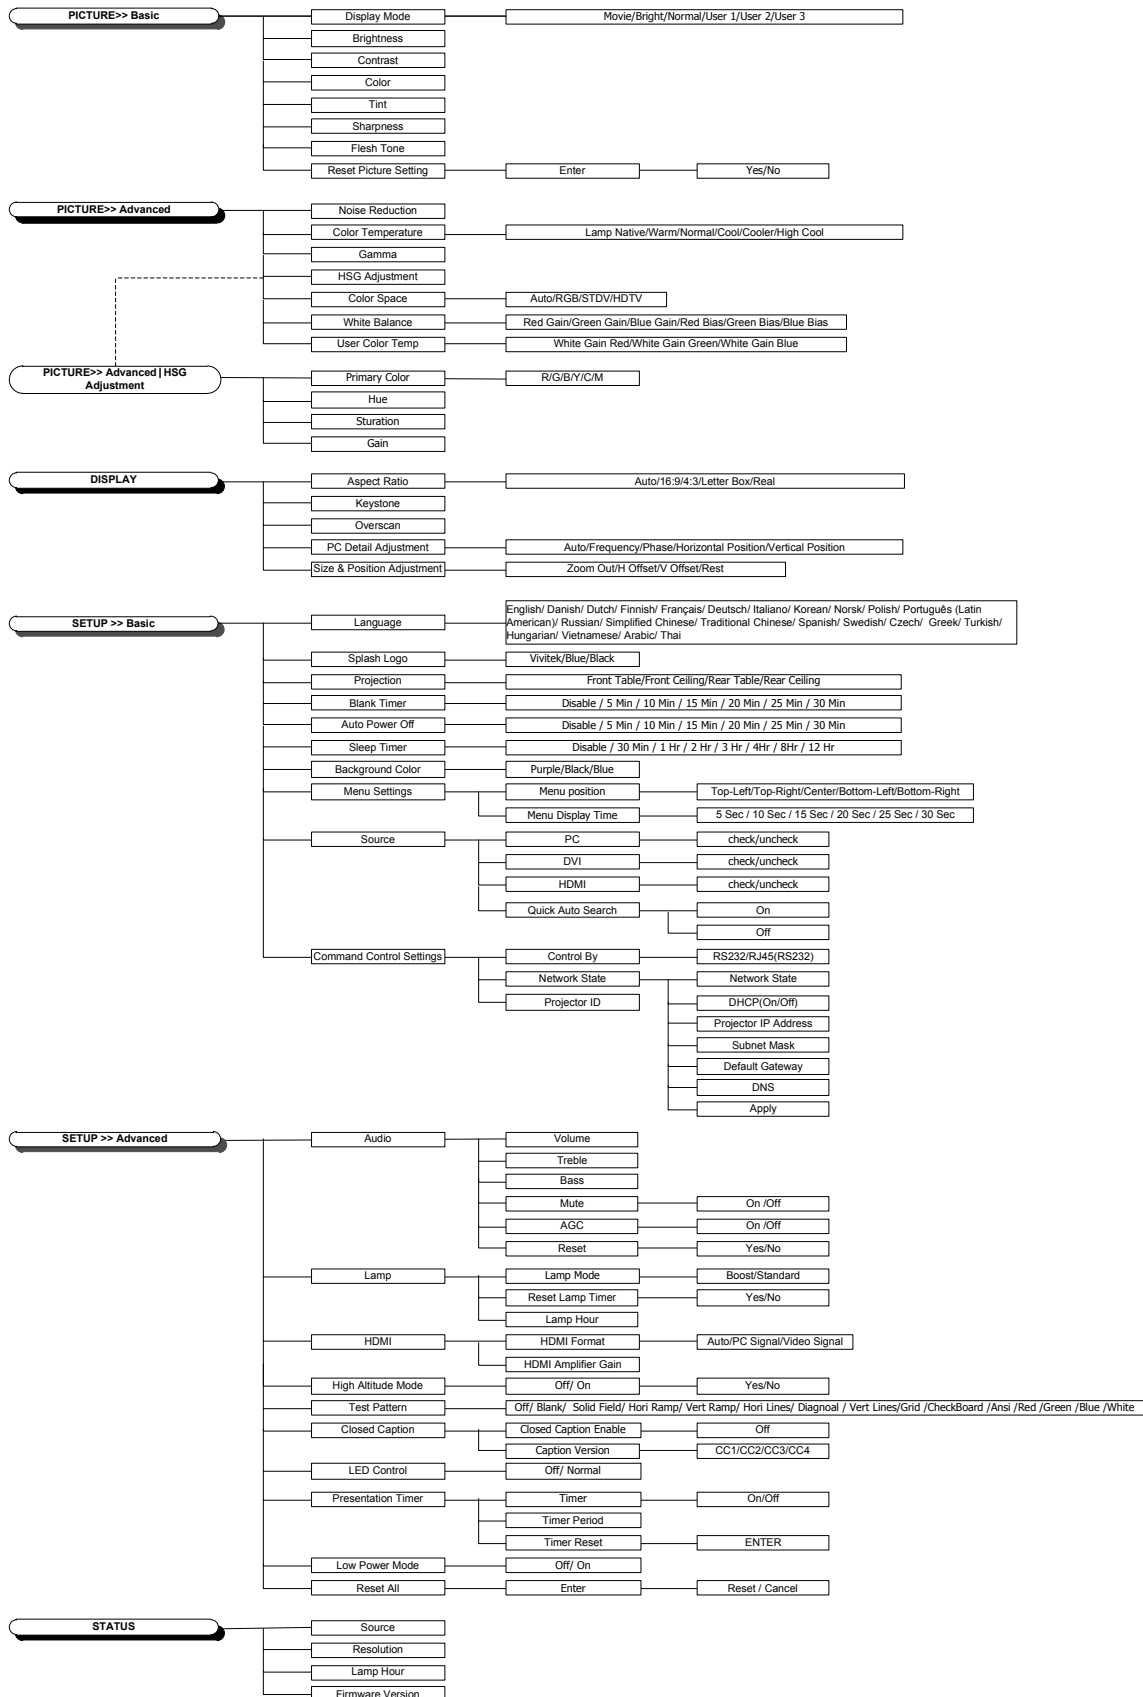 PICTURE>> Basic
Display Mode
Movie/Bright/Normal/User 1/User 2/User 3
Brightness
Contrast
Color
Tint
Sharpness
Flesh Tone
Reset Picture Setting
Enter
Yes/No
PICTURE>> Advanced
Noise Reduction
Color Temperature
Lamp Native/Warm/Normal/Cool/Cooler/High Cool
Gamma
HSG Adjustment
Color Space
Auto/RGB/STDV/HDTV
White Balance
Red Gain/Green Gain/Blue Gain/Red Bias/Green Bias/Blue Bias
User Color Temp
White Gain Red/White Gain Green/White Gain Blue
PICTURE>> Advanced|HSG
Adjustment
Primary Color
R/G/B/Y/C/M
Hue
Sturation
Gain
DISPLAY
Aspect Ratio
Auto/16:9/4:3/Letter Box/Real
Keystone
Overscan
PC Detail Adjustment
Auto/Frequency/Phase/Horizontal Position/Vertical Position
Size & Position Adjustment
Zoom Out/H Offset/V Offset/Rest
SETUP >> Basic
Language
English/ Danish/ Dutch/ Finnish/ Français/ Deutsch/ Italiano/ Korean/ Norsk/ Polish/ Português (Latin
American)/ Russian/ Simplified Chinese/ Traditional Chinese/ Spanish/ Swedish/ Czech/ Greek/ Turkish/
Hungarian/ Vietnamese/ Arabic/ Thai
Splash Logo
Vivitek/Blue/Black
Projection
Front Table/Front Ceiling/Rear Table/Rear Ceiling
Blank Timer
Disable / 5 Min / 10 Min / 15 Min / 20 Min / 25 Min / 30 Min
Auto Power Off
Disable / 5 Min / 10 Min / 15 Min / 20 Min / 25 Min / 30 Min
Sleep Timer
Disable / 30 Min / 1 Hr / 2 Hr / 3 Hr / 4Hr / 8Hr / 12 Hr
Background Color
Purple/Black/Blue
Menu Settings
Menu position
Top-Left/Top-Right/Center/Bottom-Left/Bottom-Right
Menu Display Time
5 Sec / 10 Sec / 15 Sec / 20 Sec / 25 Sec / 30 Sec
Source
PC
check/uncheck
DVI
check/uncheck
HDMI
check/uncheck
Quick Auto Search
On
Off
Command Control Settings
Control By
RS232/RJ45(RS232)
Network State
Network State
Projector ID
DHCP(On/Off)
Projector IP Address
Subnet Mask
Default Gateway
DNS
Apply
SETUP >> Advanced
Audio
Volume
Treble
Bass
Mute
On /Off
AGC
On /Off
Reset
Yes/No
Lamp
Lamp Mode
Boost/Standard
Reset Lamp Timer
Yes/No
Lamp Hour
HDMI
HDMI Format
Auto/PC Signal/Video Signal
HDMI Amplifier Gain
High Altitude Mode
Off/ On
Yes/No
Test Pattern
Off/ Blank/ Solid Field/ Hori Ramp/ Vert Ramp/ Hori Lines/ Diagnoal / Vert Lines/Grid /CheckBoard /Ansi /Red /Green /Blue /White
Closed Caption
Closed Caption Enable
Off
Caption Version
CC1/CC2/CC3/CC4
LED Control
Off/ Normal
Presentation Timer
Timer
On/Off
Timer Period
Timer Reset
ENTER
Low Power Mode
Off/ On
Reset All
Enter
Reset / Cancel
STATUS
Source
Resolution
Lamp Hour
Firmware Version